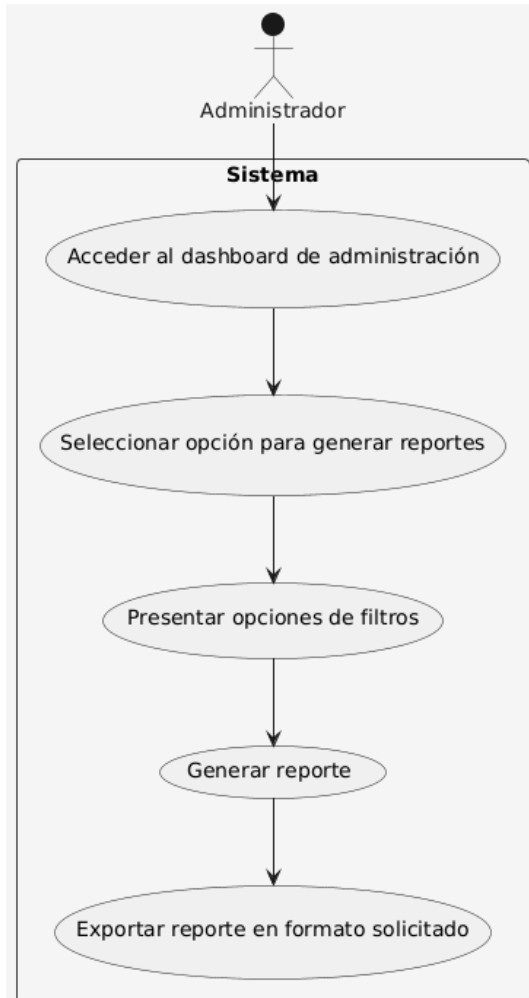 Administrador
Sistema
Acceder al dashboard de administración
Seleccionar opción para generar reportes
Presentar opciones de filtros
Generar reporte
Exportar reporte en formato solicitado